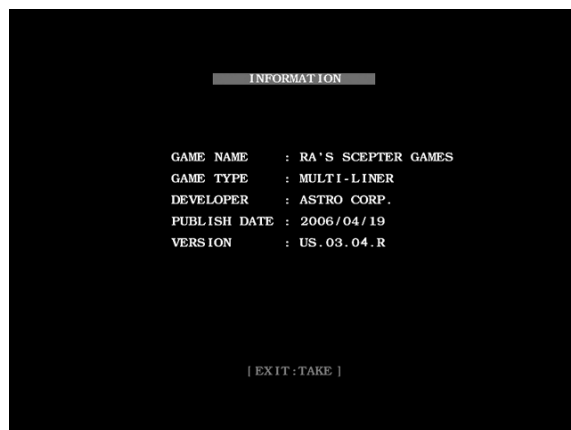 INFORMATION
GAME NAME : RA'S SCEPTER GAMES
GAME TYPE : MULTI-LINER
DEVELOPER : ASTRO CORP.
PUBLISH DATE : 2006/04/19
VERSION : US.03.04.R
[EXIT:TAKE]